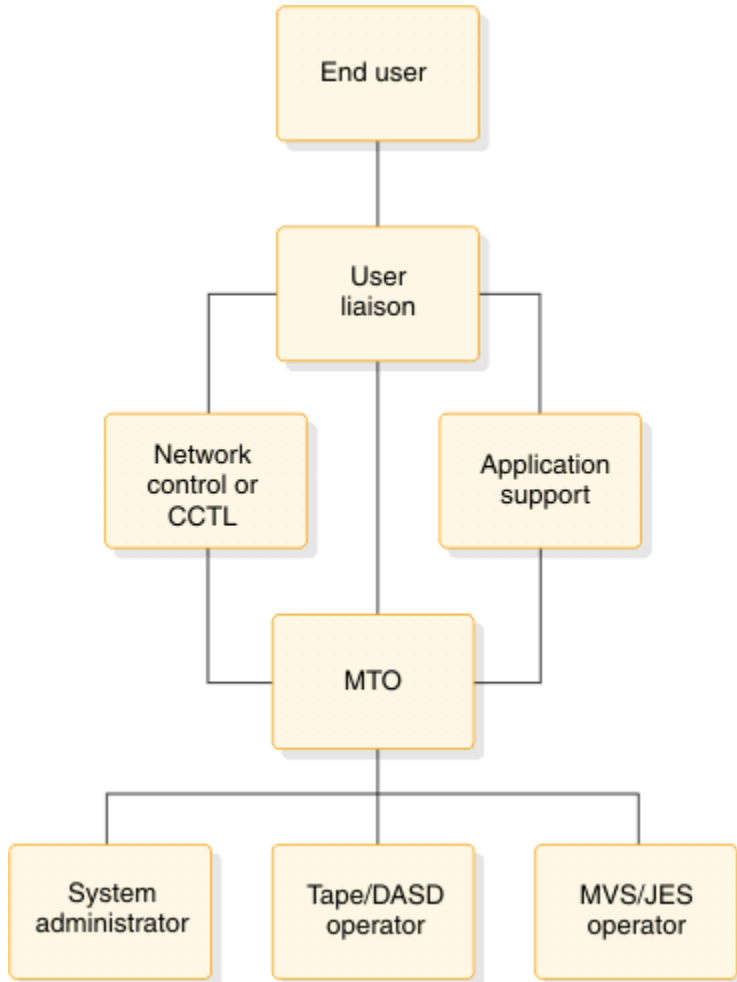 End user
User
liaison
Network
control or
CCTL
Application
support
MTO
System
administrator
Tape/DASD
operator
MVS/JES
operator